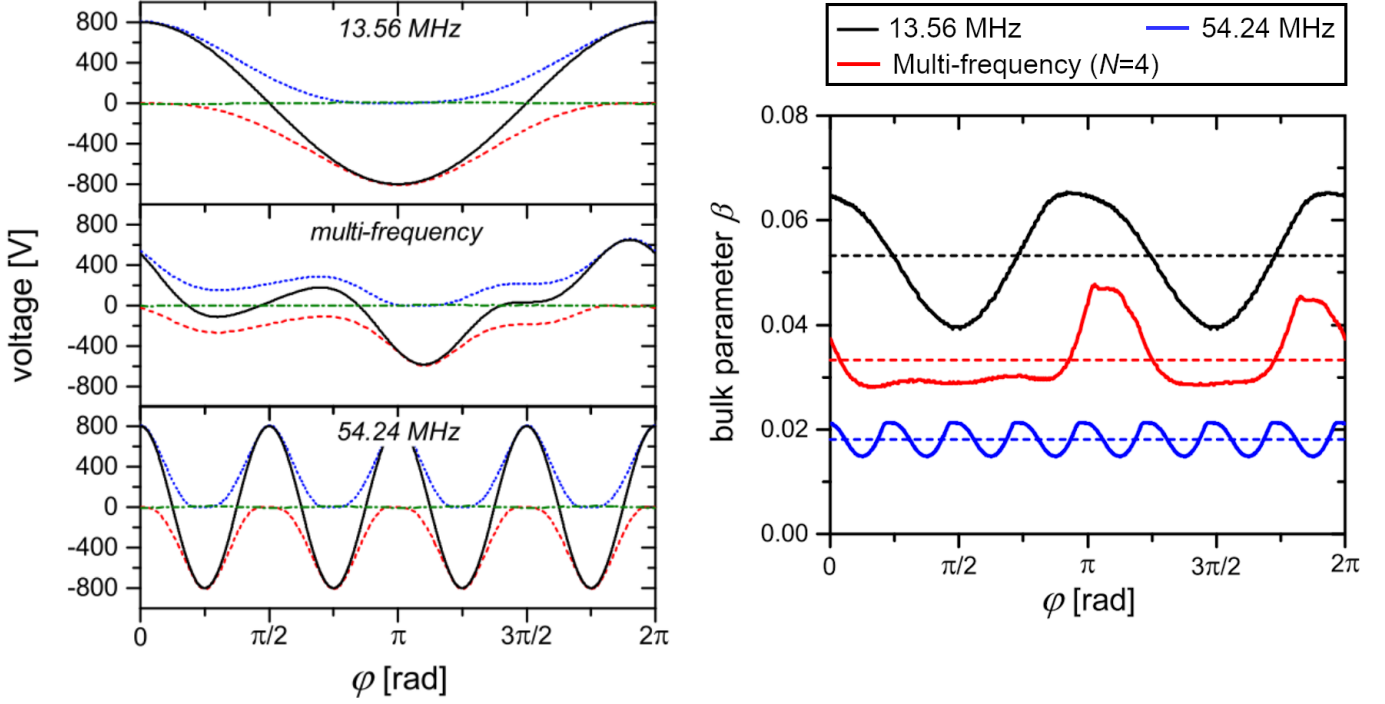 13.56 MHz
800
400
0
-400
-800
multi-frequency
800
400
0
-400
-800
54.24 MHz
800
400
0
-400
-800
voltage [V]
0 π/2 π 3π/2 2π
φ [rad]
13.56 MHz 54.24 MHz
Multi-frequency (N=4)
0.08
0.06
0.04
0.02
0.00
bulk parameter β
0 π/2 π 3π/2 2π
φ [rad]